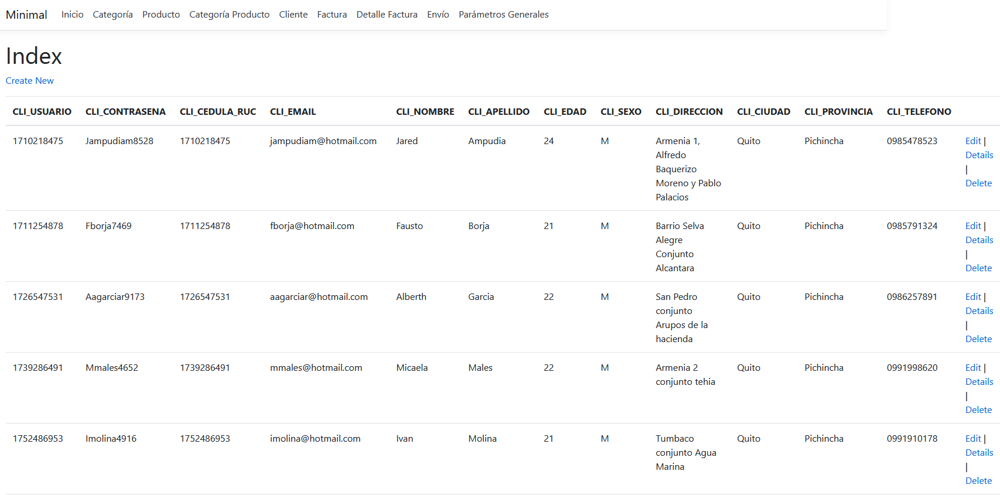 Minimal Inicio Categoría Producto Categoría Producto Cliente Factura Detalle Factura Envío Parámetros Generales
Index
Create New
CLI_USUARIO CLI_CONTRASENA CLI_CEDULA_RUC CLI_EMAIL CLI_NOMBRE CLI_APELLIDO CLI_EDAD CLI_SEXO CLI_DIRECCION CLI_CIUDAD CLI_PROVINCIA CLI_TELEFONO
1710218475 Jampudiam8528 1710218475 jampudiam@hotmail.com Jared Ampudia 24 M Armenia 1, Quito Pichincha 0985478523 Edit |
Alfredo Details
Baquerizo |
Moreno y Pablo Delete
Palacios
1711254878 Fborja7469 1711254878 fborja@hotmail.com Fausto Borja 21 M Barrio Selva Quito Pichincha 0985791324 Edit |
Alegre Details
Conjunto |
Alcantara Delete
1726547531 Aagarciar9173 1726547531 aagarciar@hotmail.com Alberth Garcia 22 M San Pedro Quito Pichincha 0986257891 Edit |
conjunto Details
Arupos de la |
hacienda Delete
1739286491 Mmales4652 1739286491 mmales@hotmail.com Micaela Males 22 M Armenia 2 Quito Pichincha 0991998620 Edit |
conjunto tehia Details
|
Delete
1752486953 Imolina4916 1752486953 imolina@hotmail.com Ivan Molina 21 M Tumbaco Quito Pichincha 0991910178 Edit |
conjunto Agua Details
Marina |
Delete